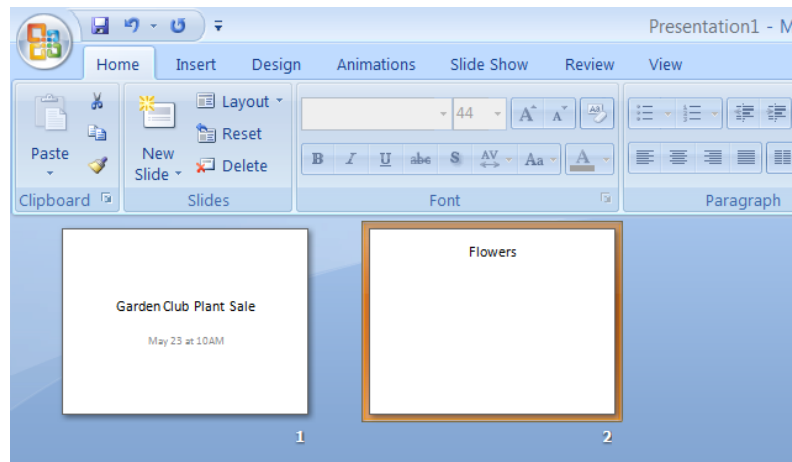 Presentation1 - M
Home Insert Design Animations Slide Show Review View
Layout
Reset
Delete
Paste
New
Slide
44
A A Aa
B I U abe S AV Aa A
Clipboard Slides Font Paragraph
Garden Club Plant Sale
May 23 at 10AM
Flowers
1 2